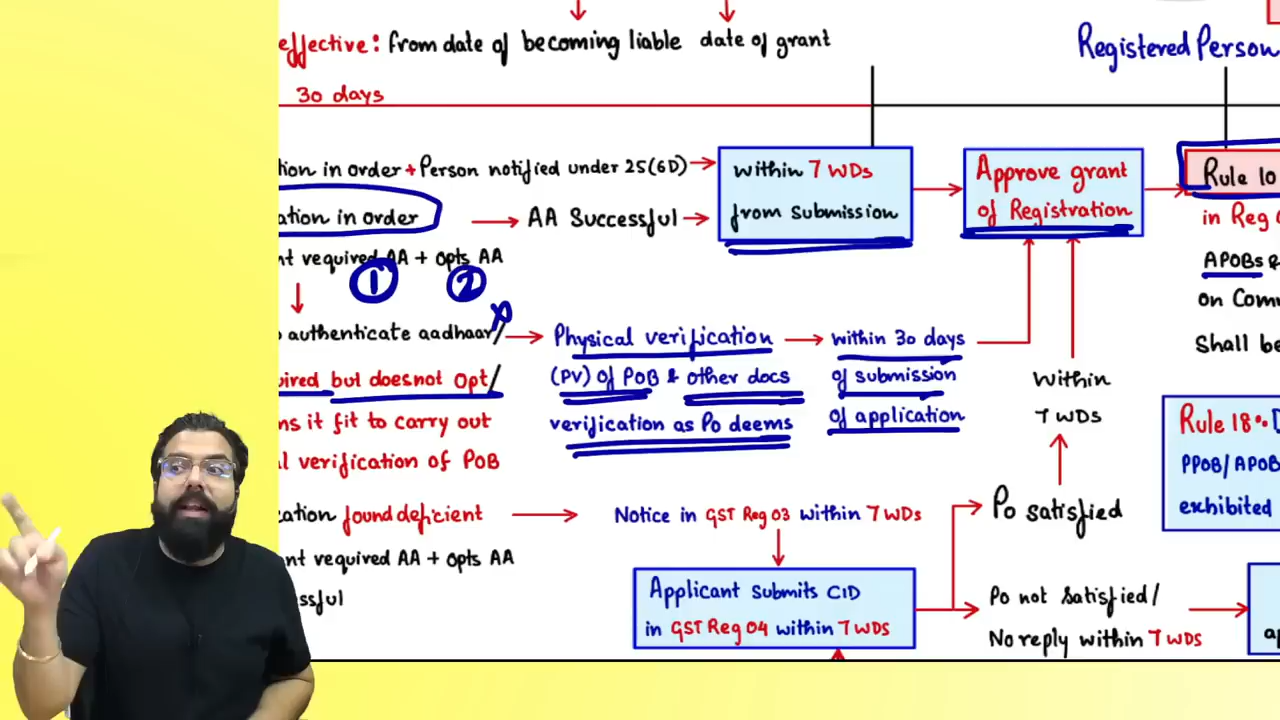 effective: from date of becoming liable date of grant
Registered Person
30 days
tion in order + Person notified under 25(6D)
within 7 WDs
from submission
Approve grant
of Registration
Rule 10
in Reg
ation in order
AA Successful
nt required AA + opts AA
1 2
APOBs &
on Com
Shall be
authenticate aadhaar/
Physical verification
(PV) of POB & other docs
verification as Po deems
within 30 days
of submission
of application
ired but doesnot opt/
ns it fit to carry out
l verification of POB
within
7 WDs
Rule 18
PPOB/APOB
exhibited
cation found deficient
nt required AA + opts AA
ssful
Notice in GST Reg 03 within 7 WDs
Po satisfied
Applicant Submits CID
in GST Reg 04 within 7 WDs
Po not Satisfied/
No reply within 7 WDs
ap